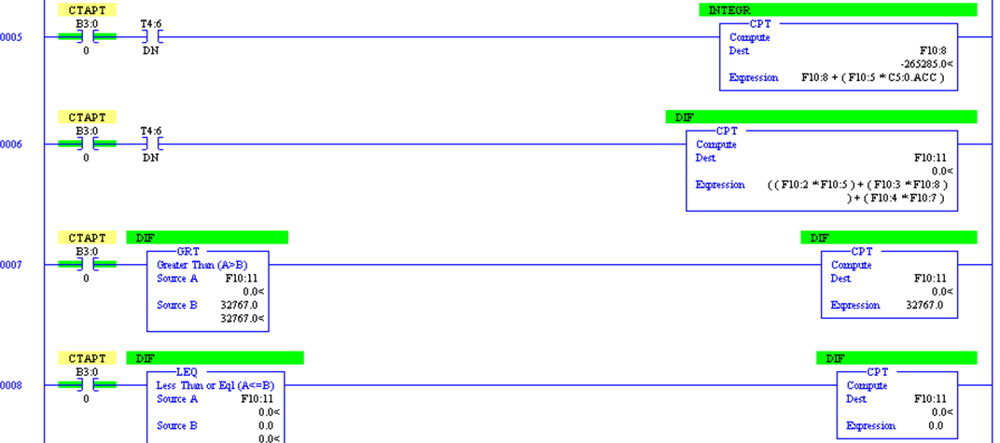 CTAPT INTEGR
B3:0 T4:6 CPT
0005 Compute
0 DN Dest F10:8
-265285.0<
Expression F10:8 + ( F10:5 * C5:0.ACC )
CTAPT DIF
B3:0 T4:6 CPT
0006 Compute
0 DN Dest F10:11
0.0<
Expression ( ( F10:2 * F10:5 ) + ( F10:3 * F10:8 )
) + ( F10:4 * F10:7 )
CTAPT DIF DIF
B3:0 GRT CPT
0007 Greater Than (A>B) Compute
0 Source A F10:11 Dest F10:11
0.0< 0.0<
Source B 32767.0 Expression 32767.0
32767.0<
CTAPT DIF DIF
B3:0 LEQ CPT
0008 Less Than or Eql (A<=B) Compute
0 Source A F10:11 Dest F10:11
0.0< 0.0<
Source B 0.0 Expression 0.0
0.0<